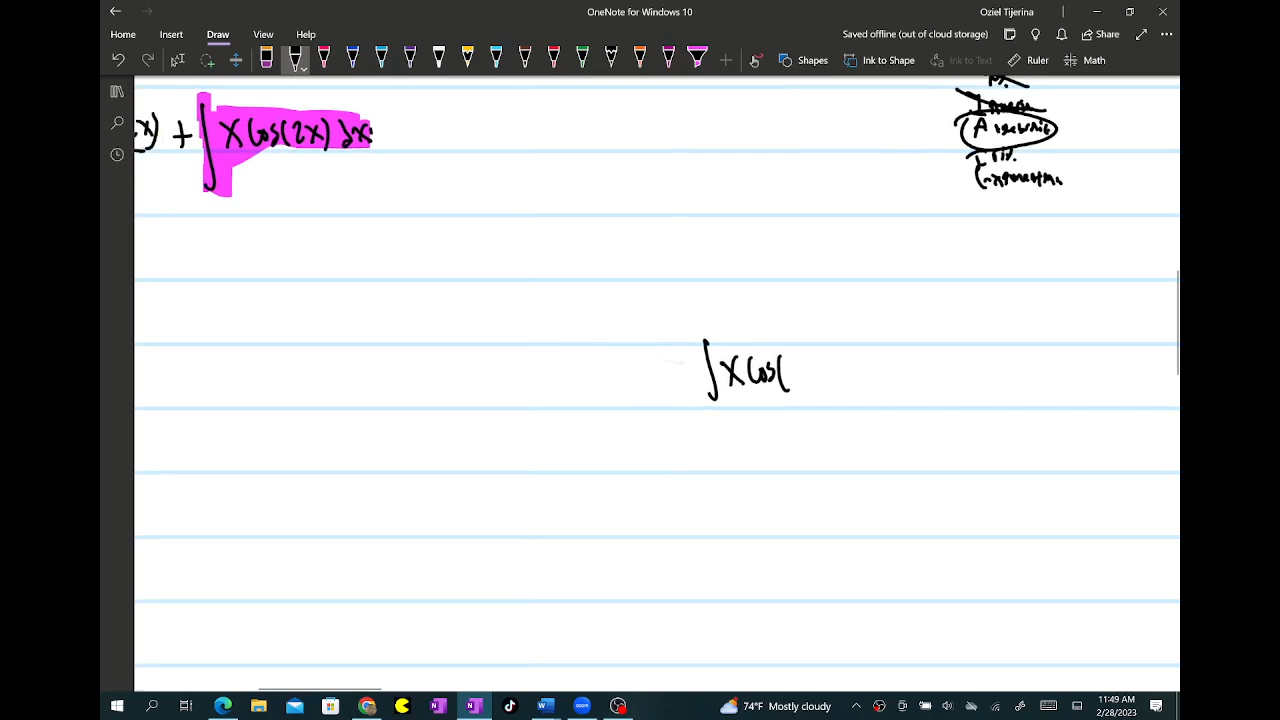 OneNote for Windows 10
Oziel Tijerina
Home Insert Draw View Help
Saved offline (out of cloud storage)
Share
Shapes
Ink to Shape
Ink to Text
Ruler
Math
x) + ∫ x cos(2x) dx
∫ x cos(
74°F Mostly cloudy
11:49 AM
2/28/2023